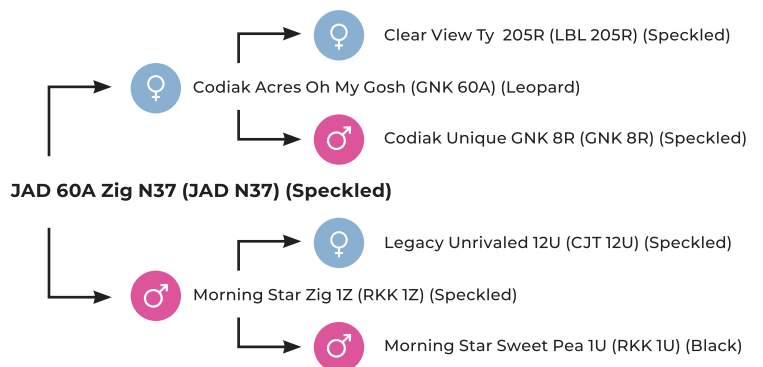 Clear View Ty 205R (LBL 205R) (Speckled)
Codiak Acres Oh My Gosh (GNK 60A) (Leopard)
Codiak Unique GNK 8R (GNK 8R) (Speckled)
JAD 60A Zig N37 (JAD N37) (Speckled)
Legacy Unrivaled 12U (CJT 12U) (Speckled)
Morning Star Zig 1Z (RKK 1Z) (Speckled)
Morning Star Sweet Pea 1U (RKK 1U) (Black)